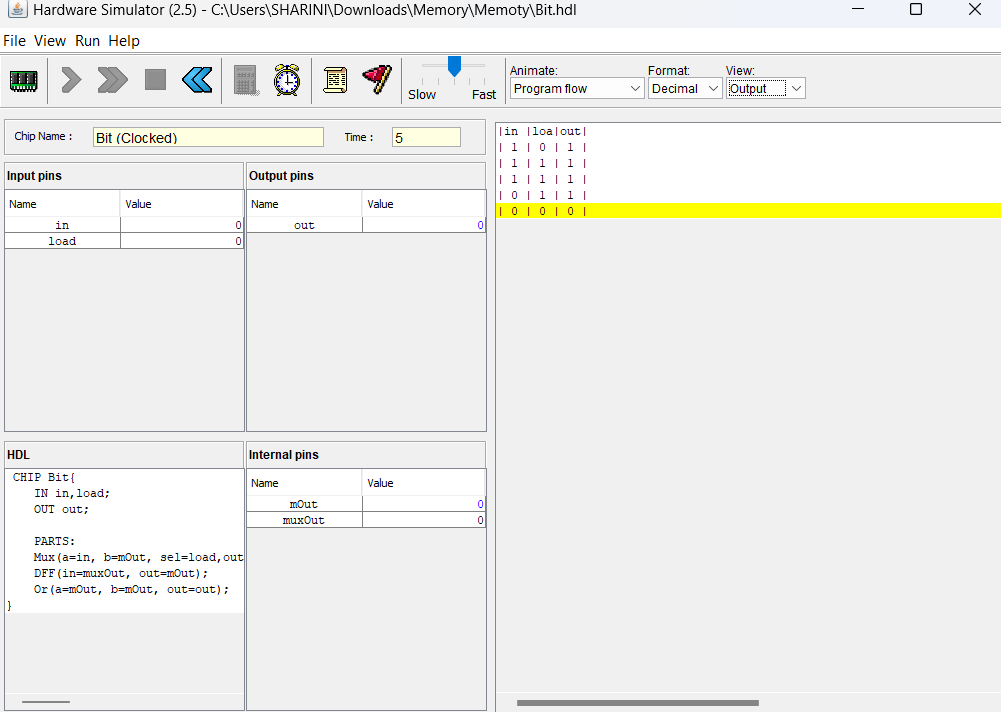 Hardware Simulator (2.5) - C:\Users\SHARINI\Downloads\Memory\Memoty\Bit.hdl
File View Run Help
Slow Fast
Animate: Format: View:
Program flow Decimal Output
Chip Name : Bit (Clocked) Time : 5
Input pins
Name Value
in 0
load 0
Output pins
Name Value
out 0
HDL
CHIP Bit{
IN in,load;
OUT out;
PARTS:
Mux(a=in, b=mOut, sel=load,out
DFF(in=muxOut, out=mOut);
Or(a=mOut, b=mOut, out=out);
}
Internal pins
Name Value
mOut 0
muxOut 0
|in |loa|out|
| 1 | 0 | 1 |
| 1 | 1 | 1 |
| 1 | 1 | 1 |
| 0 | 1 | 1 |
| 0 | 0 | 0 |